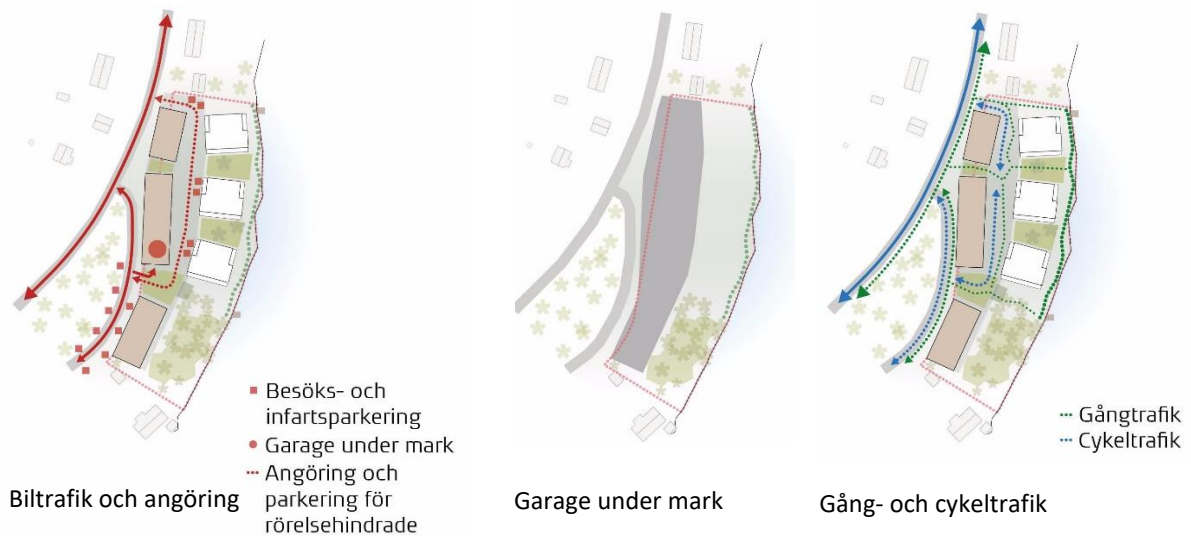 Besöks- och
infartsparkering
Garage under mark
Angöring och
parkering för
rörelsehindrade
Biltrafik och angöring
Garage under mark
Gångtrafik
Cykeltrafik
Gång- och cykeltrafik